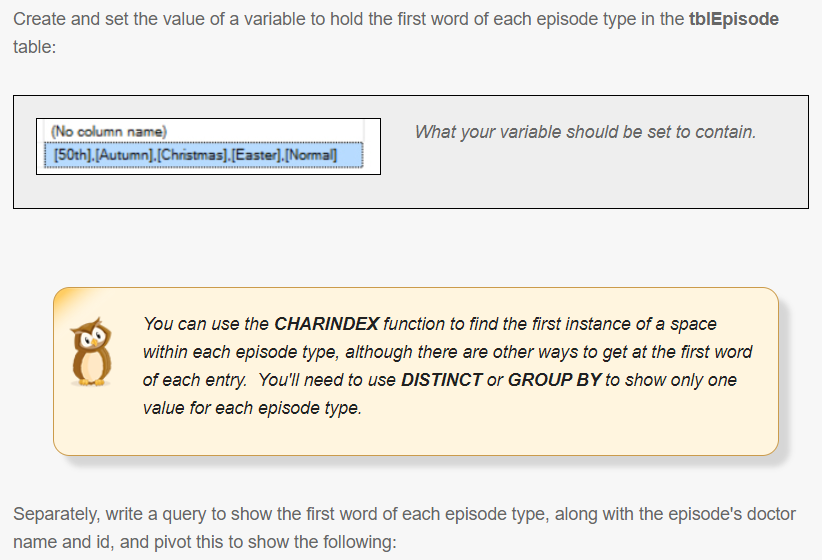 Create and set the value of a variable to hold the first word of each episode type in the tblEpisode
table:
(No column name)
[50th],[Autumn],[Christmas],[Easter],[Normal]
What your variable should be set to contain.
You can use the CHARINDEX function to find the first instance of a space
within each episode type, although there are other ways to get at the first word
of each entry.  You'll need to use DISTINCT or GROUP BY to show only one
value for each episode type.
Separately, write a query to show the first word of each episode type, along with the episode's doctor
name and id, and pivot this to show the following: